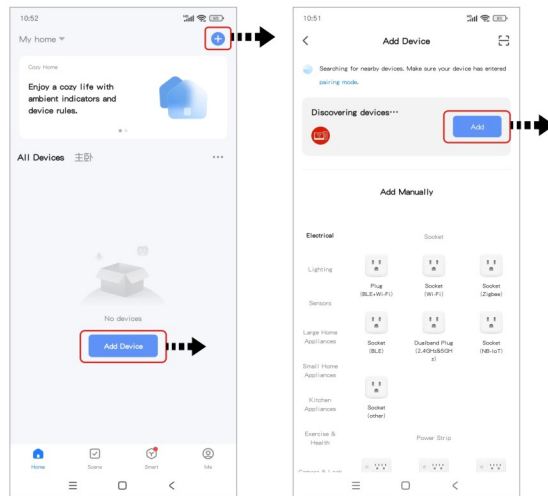 10:52
My home
Cozy Home
Enjoy a cozy life with
ambient indicators and
device rules.
All Devices 主卧
No devices
Add Device
Home Scene Smart Me
10:51
Add Device
Searching for nearby devices. Make sure your device has entered
pairing mode.
Discovering devices···
Add
Add Manually
Electrical
Lighting
Sensors
Large Home
Appliances
Small Home
Appliances
Kitchen
Appliances
Exercise &
Health
Socket
Plug
(BLE+Wi-Fi)
Socket
(Wi-Fi)
Socket
(Zigbee)
Socket
(BLE)
Dualband Plug
(2.4GHz&5GH
z)
Socket
(NB-IoT)
Socket
(other)
Power Strip